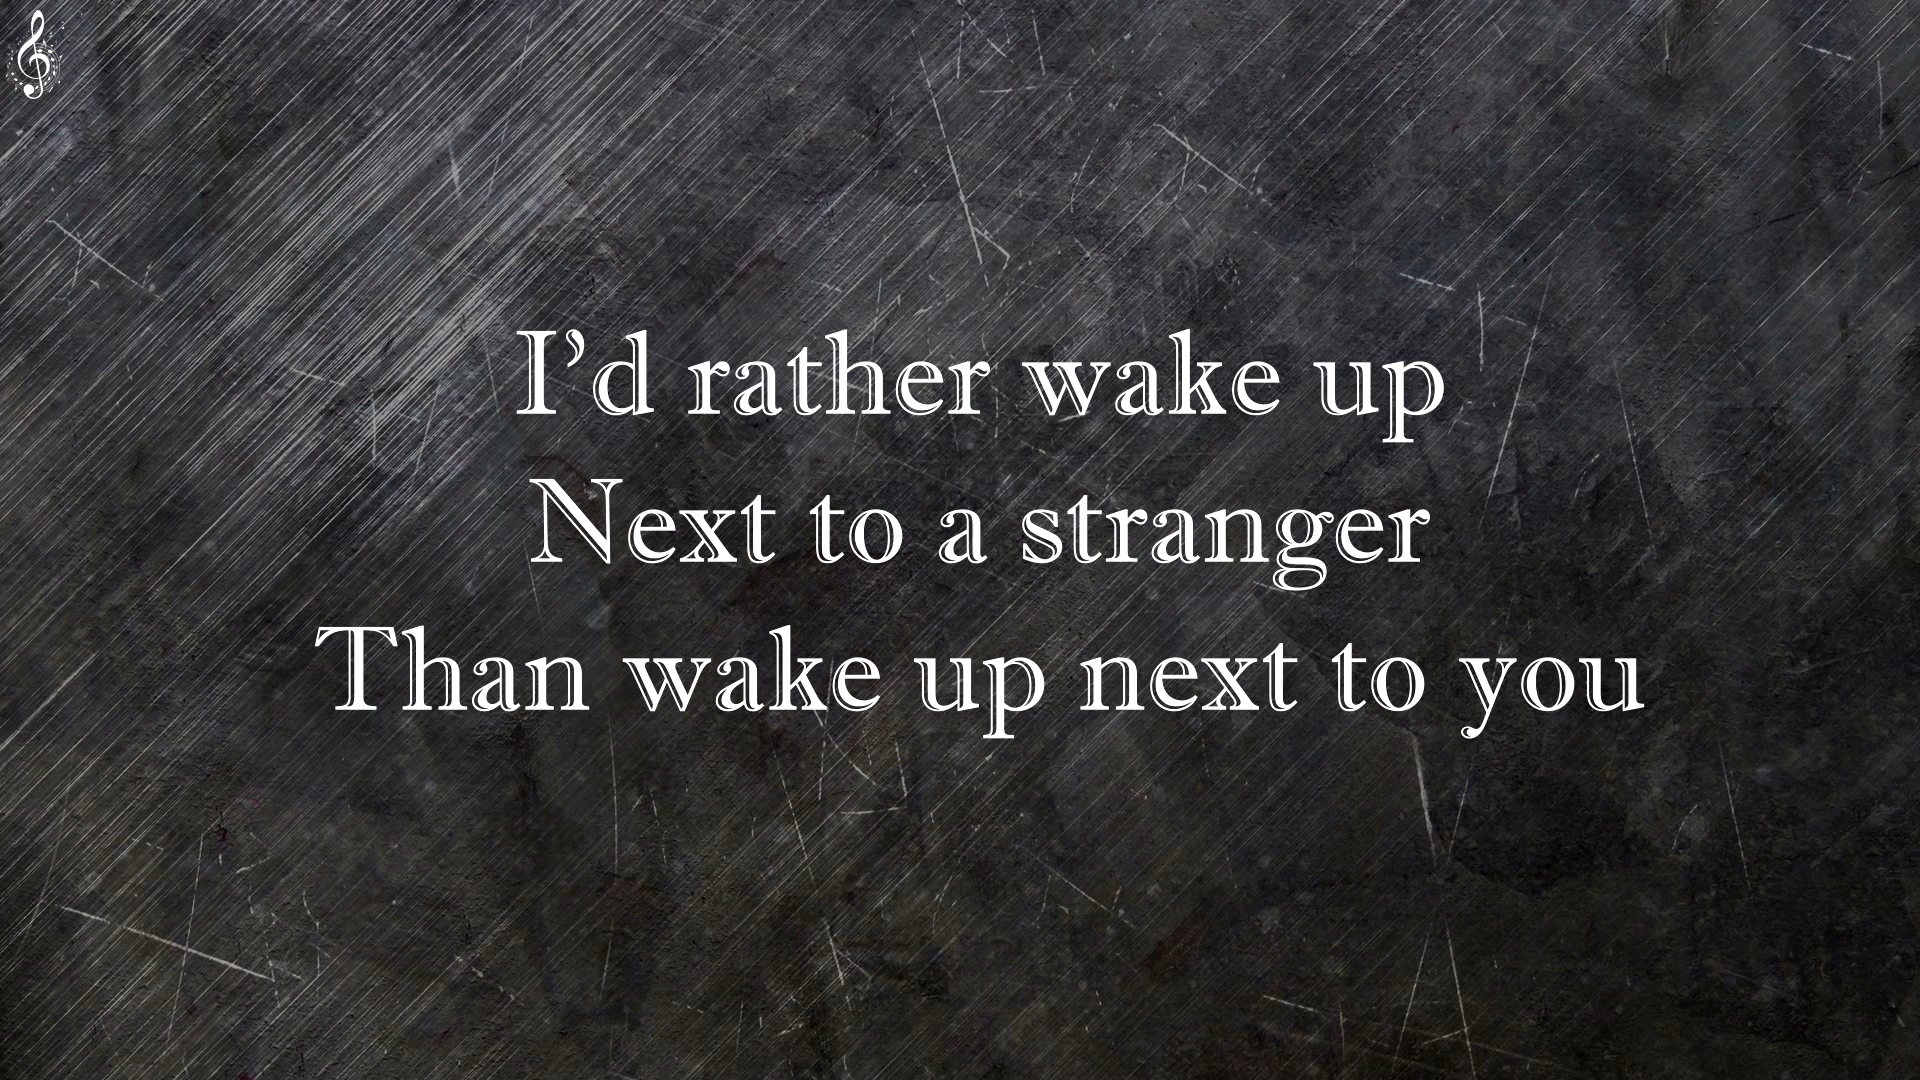 I’d rather wake up
Next to a stranger
Than wake up next to you